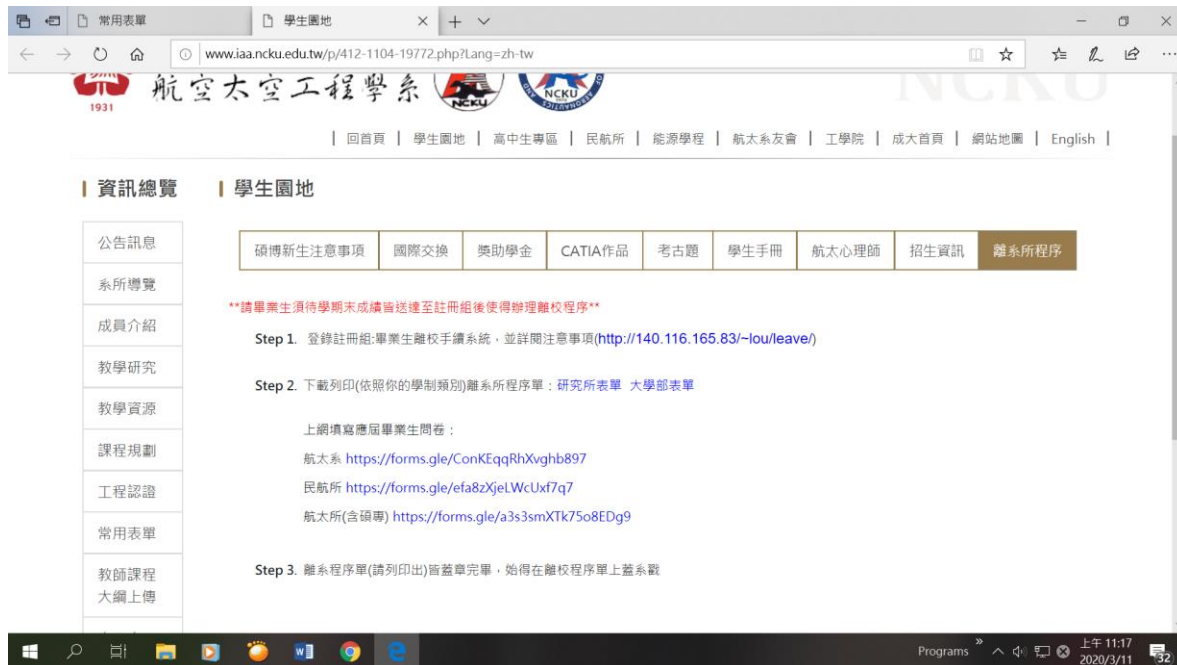 常用表單
學生園地
www.iaa.ncku.edu.tw/p/412-1104-19772.php?Lang=zh-tw
1931 航空太空工程學系 NCKU NCKU NCKU
| 回首頁 | 學生園地 | 高中生專區 | 民航所 | 能源學程 | 航太系友會 | 工學院 | 成大首頁 | 網站地圖 | English |
資訊總覽
學生園地
公告訊息
系所導覽
成員介紹
教學研究
教學資源
課程規劃
工程認證
常用表單
教師課程
大綱上傳
碩博新生注意事項 國際交換 獎助學金 CATIA作品 考古題 學生手冊 航太心理師 招生資訊 離系所程序
**請畢業生須待學期末成績皆送達至註冊組後使得辦理離校程序**
Step 1. 登錄註冊組:畢業生離校手續系統，並詳閱注意事項(http://140.116.165.83/~lou/leave/)
Step 2. 下載列印(依照你的學制類別)離系所程序單：研究所表單 大學部表單
上網填寫應屆畢業生問卷：
航太系 https://forms.gle/ConKEqqRhXvghb897
民航所 https://forms.gle/efa8zXjeLWcUxf7q7
航太所(含碩專) https://forms.gle/a3s3smXTk75o8EDg9
Step 3. 離系程序單(請列印出)皆蓋章完畢，始得在離校程序單上蓋系戳
Programs
上午 11:17
2020/3/11
32